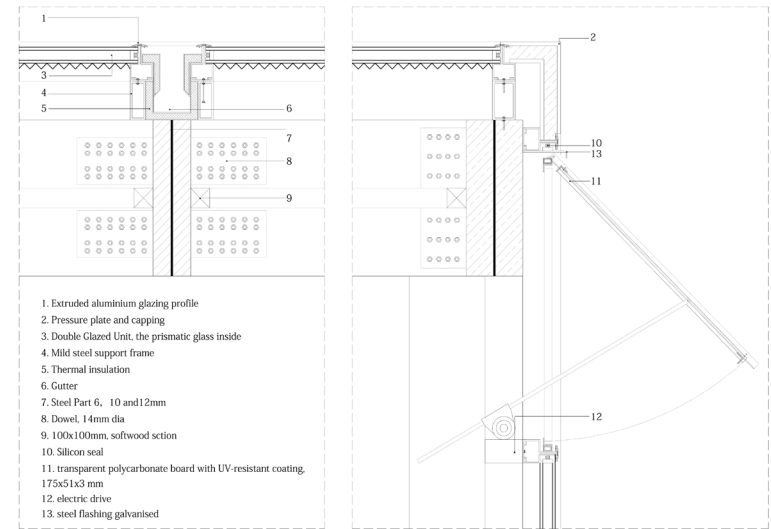 1
3
4
5
6
7
8
9
2
10
13
11
12
1. Extruded aluminium glazing profile
2. Pressure plate and capping
3. Double Glazed Unit, the prismatic glass inside
4. Mild steel support frame
5. Thermal insulation
6. Gutter
7. Steel Part 6， 10 and12mm
8. Dowel, 14mm dia
9. 100x100mm, softwood sction
10. Silicon seal
11. transparent polycarbonate board with UV-resistant coating,
175x51x3 mm
12. electric drive
13. steel flashing galvanised